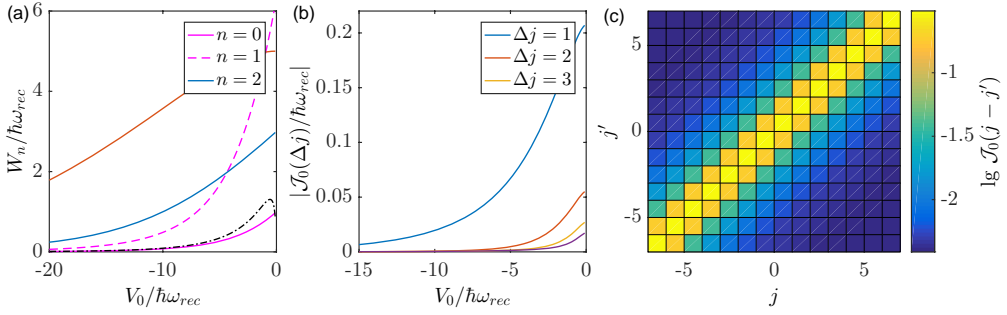 (a)
6
4
2
0
-20
-10
0
W_n/ħω_rec
V_0/ħω_rec
n = 0
n = 1
n = 2
(b)
0.2
0.15
0.1
0.05
0
-15
-10
-5
0
|𝒥_0(Δj)/ħω_rec|
V_0/ħω_rec
Δj = 1
Δj = 2
Δj = 3
(c)
5
0
-5
-5
0
5
j′
j
-1
-1.5
-2
lg 𝒥_0(j − j′)